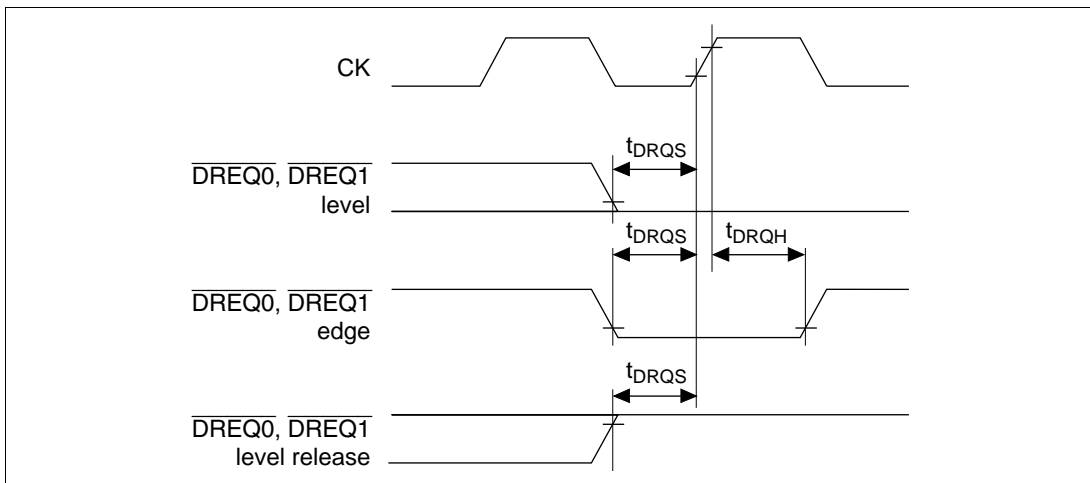 CK
tDRQS
DREQ0, DREQ1
level
tDRQS
tDRQH
DREQ0, DREQ1
edge
tDRQS
DREQ0, DREQ1
level release